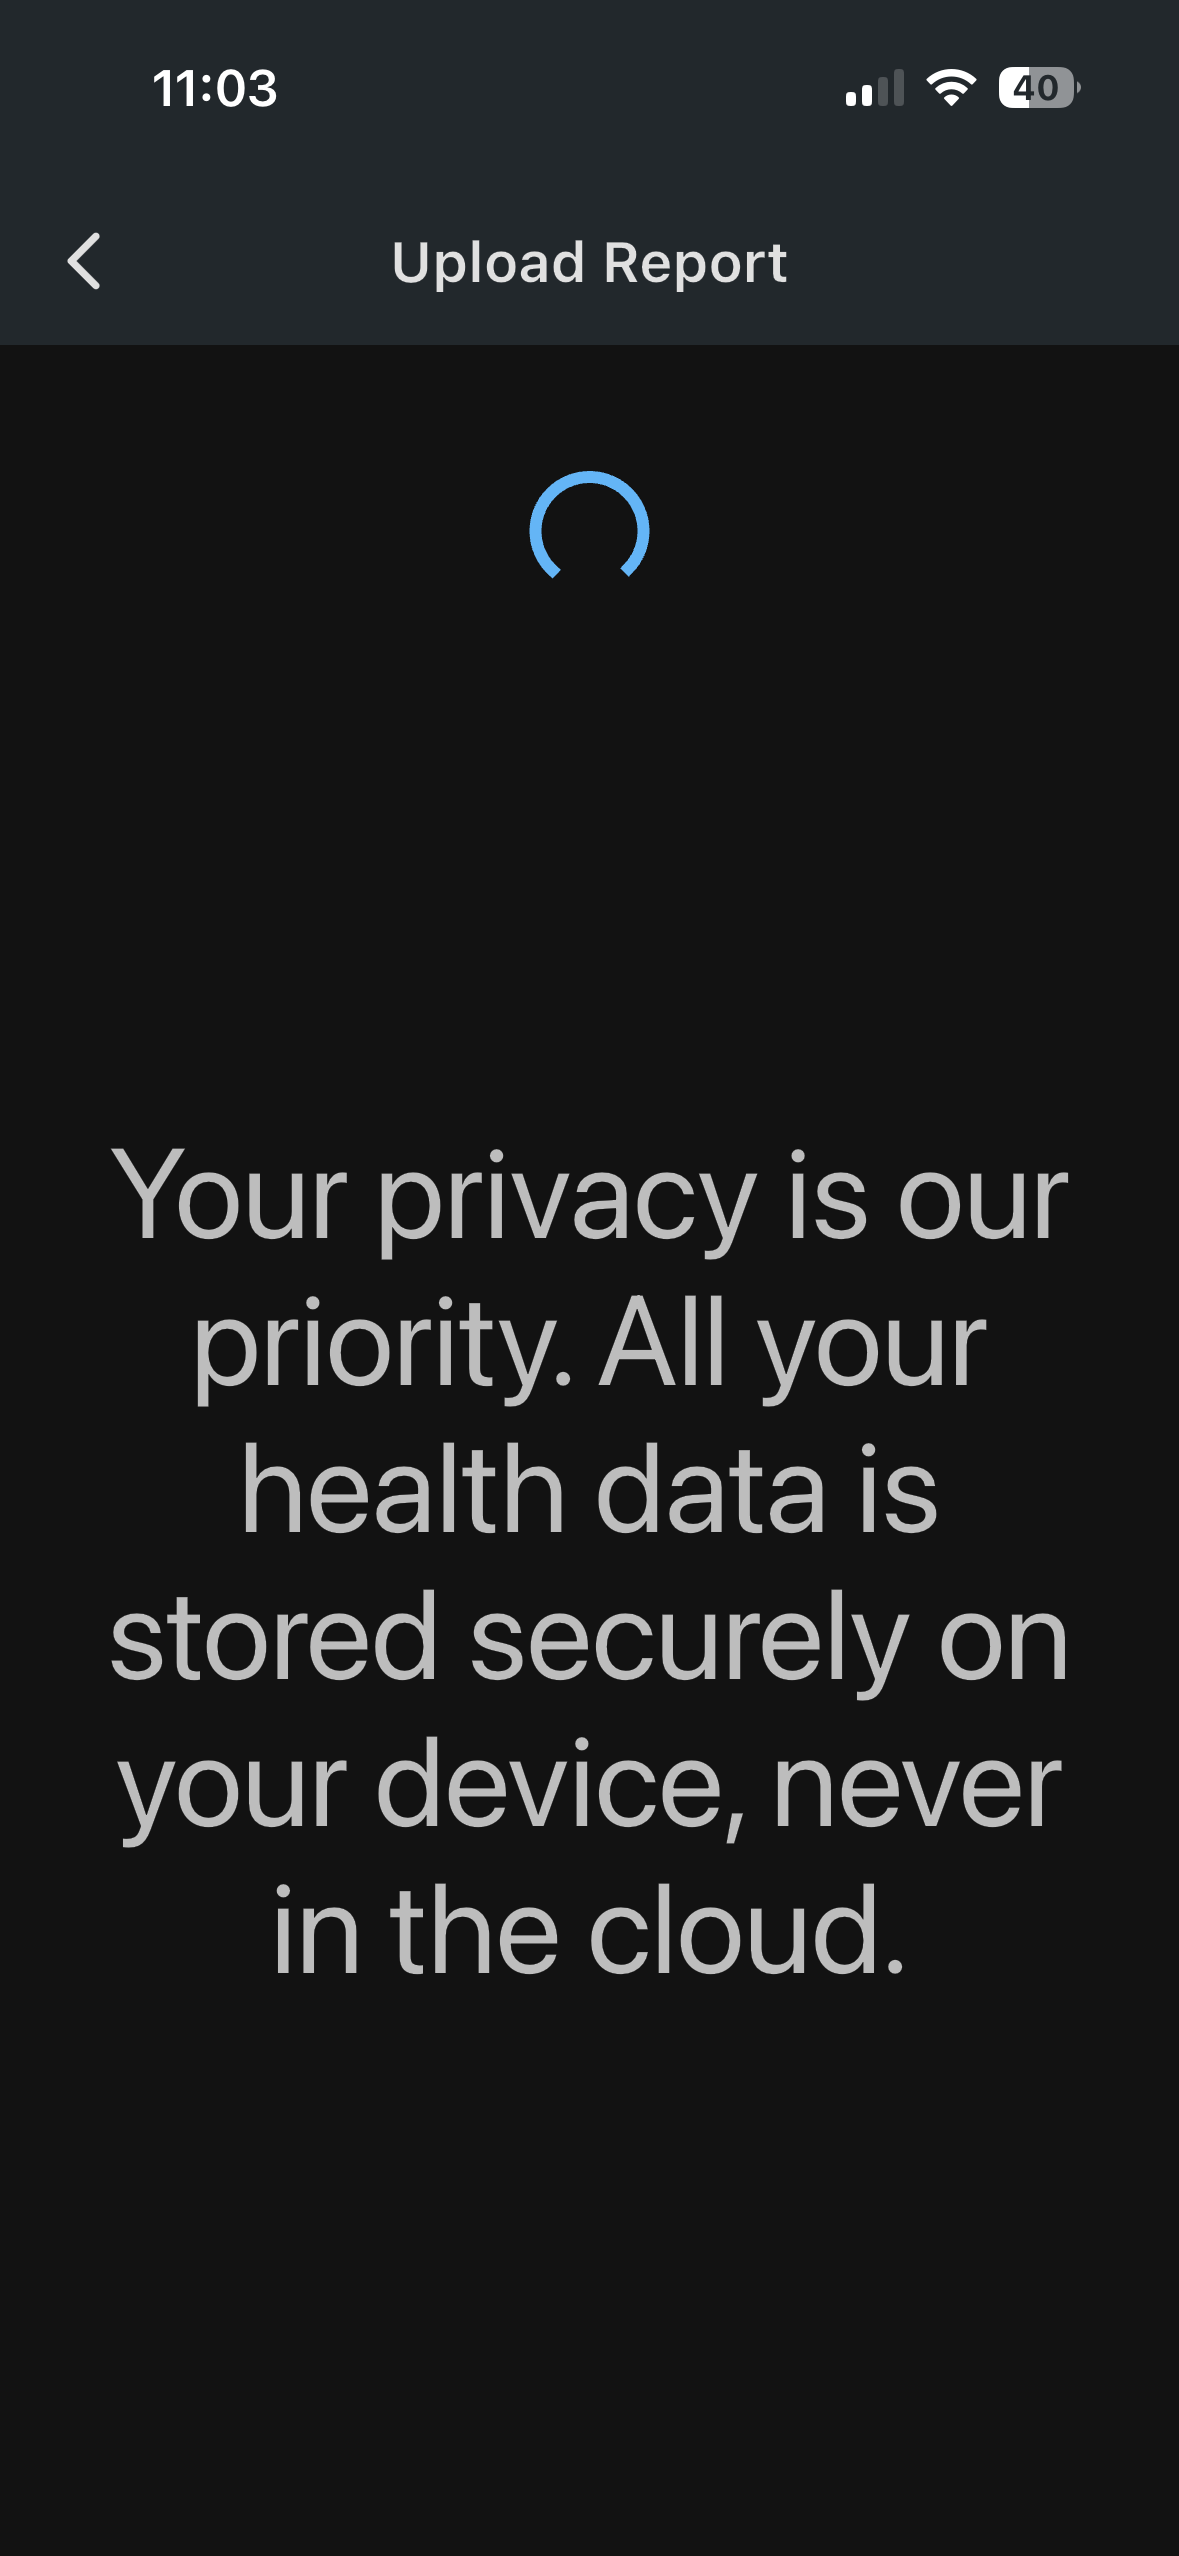 11:03
40
Upload Report
Your privacy is our
priority. All your
health data is
stored securely on
your device, never
in the cloud.